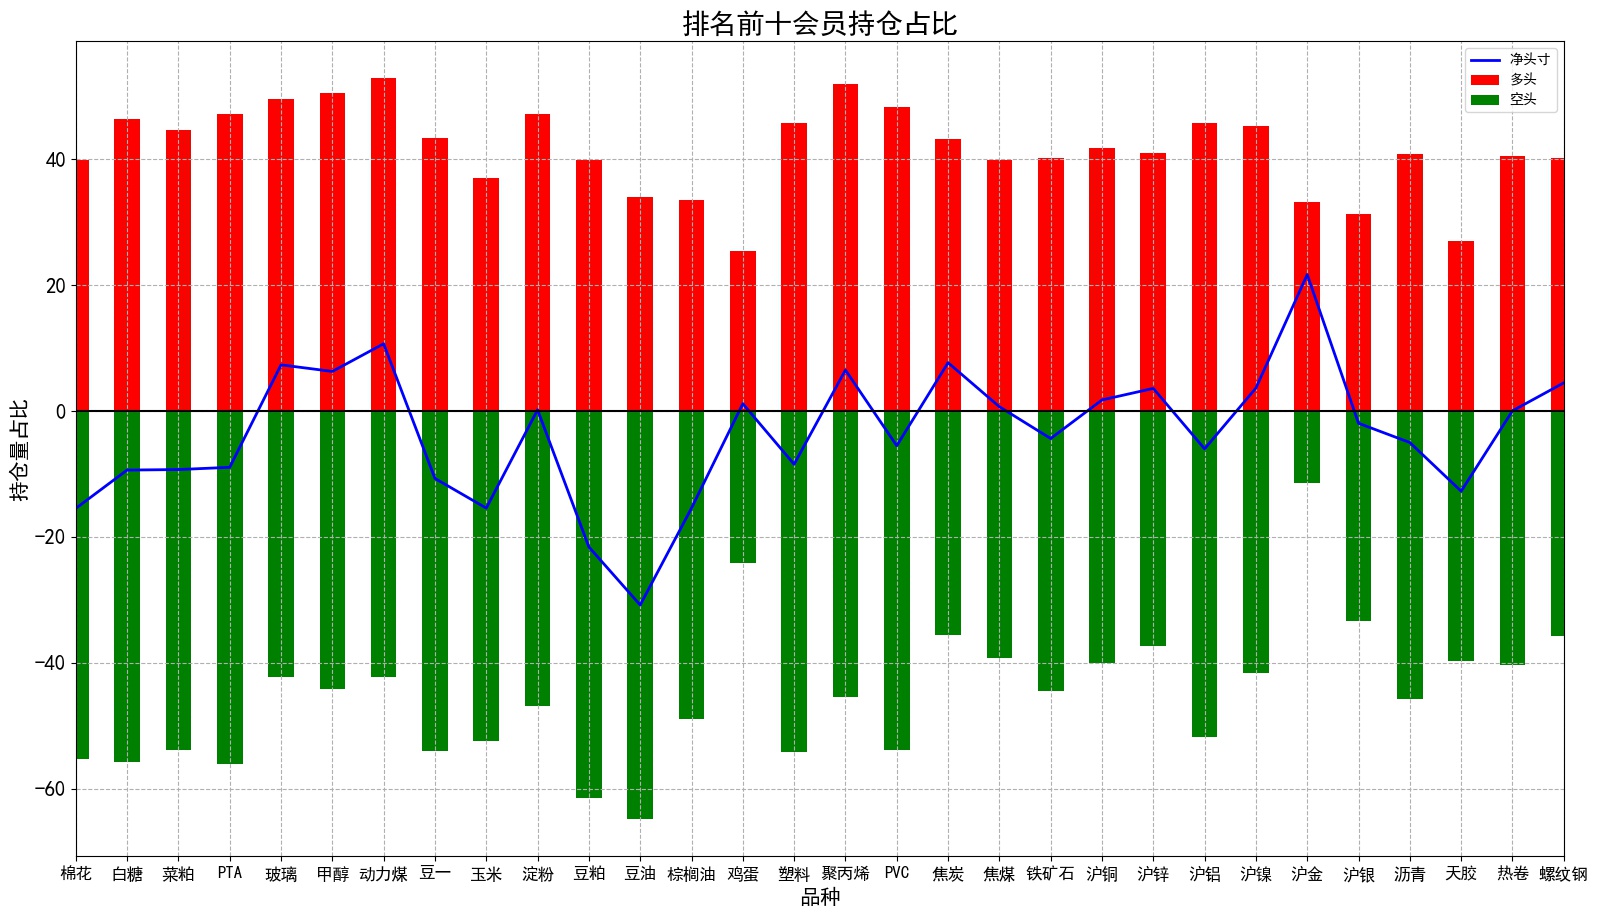 排名前十会员持仓占比
净头寸
多头
空头
40
20
0
−20
−40
−60
持仓量占比
棉花 白糖 菜粕 PTA 玻璃 甲醇 动力煤 豆一 玉米 淀粉 豆粕 豆油 棕榈油 鸡蛋 塑料 聚丙烯 PVC 焦炭 焦煤 铁矿石 沪铜 沪锌 沪铝 沪镍 沪金 沪银 沥青 天胶 热卷 螺纹钢
品种